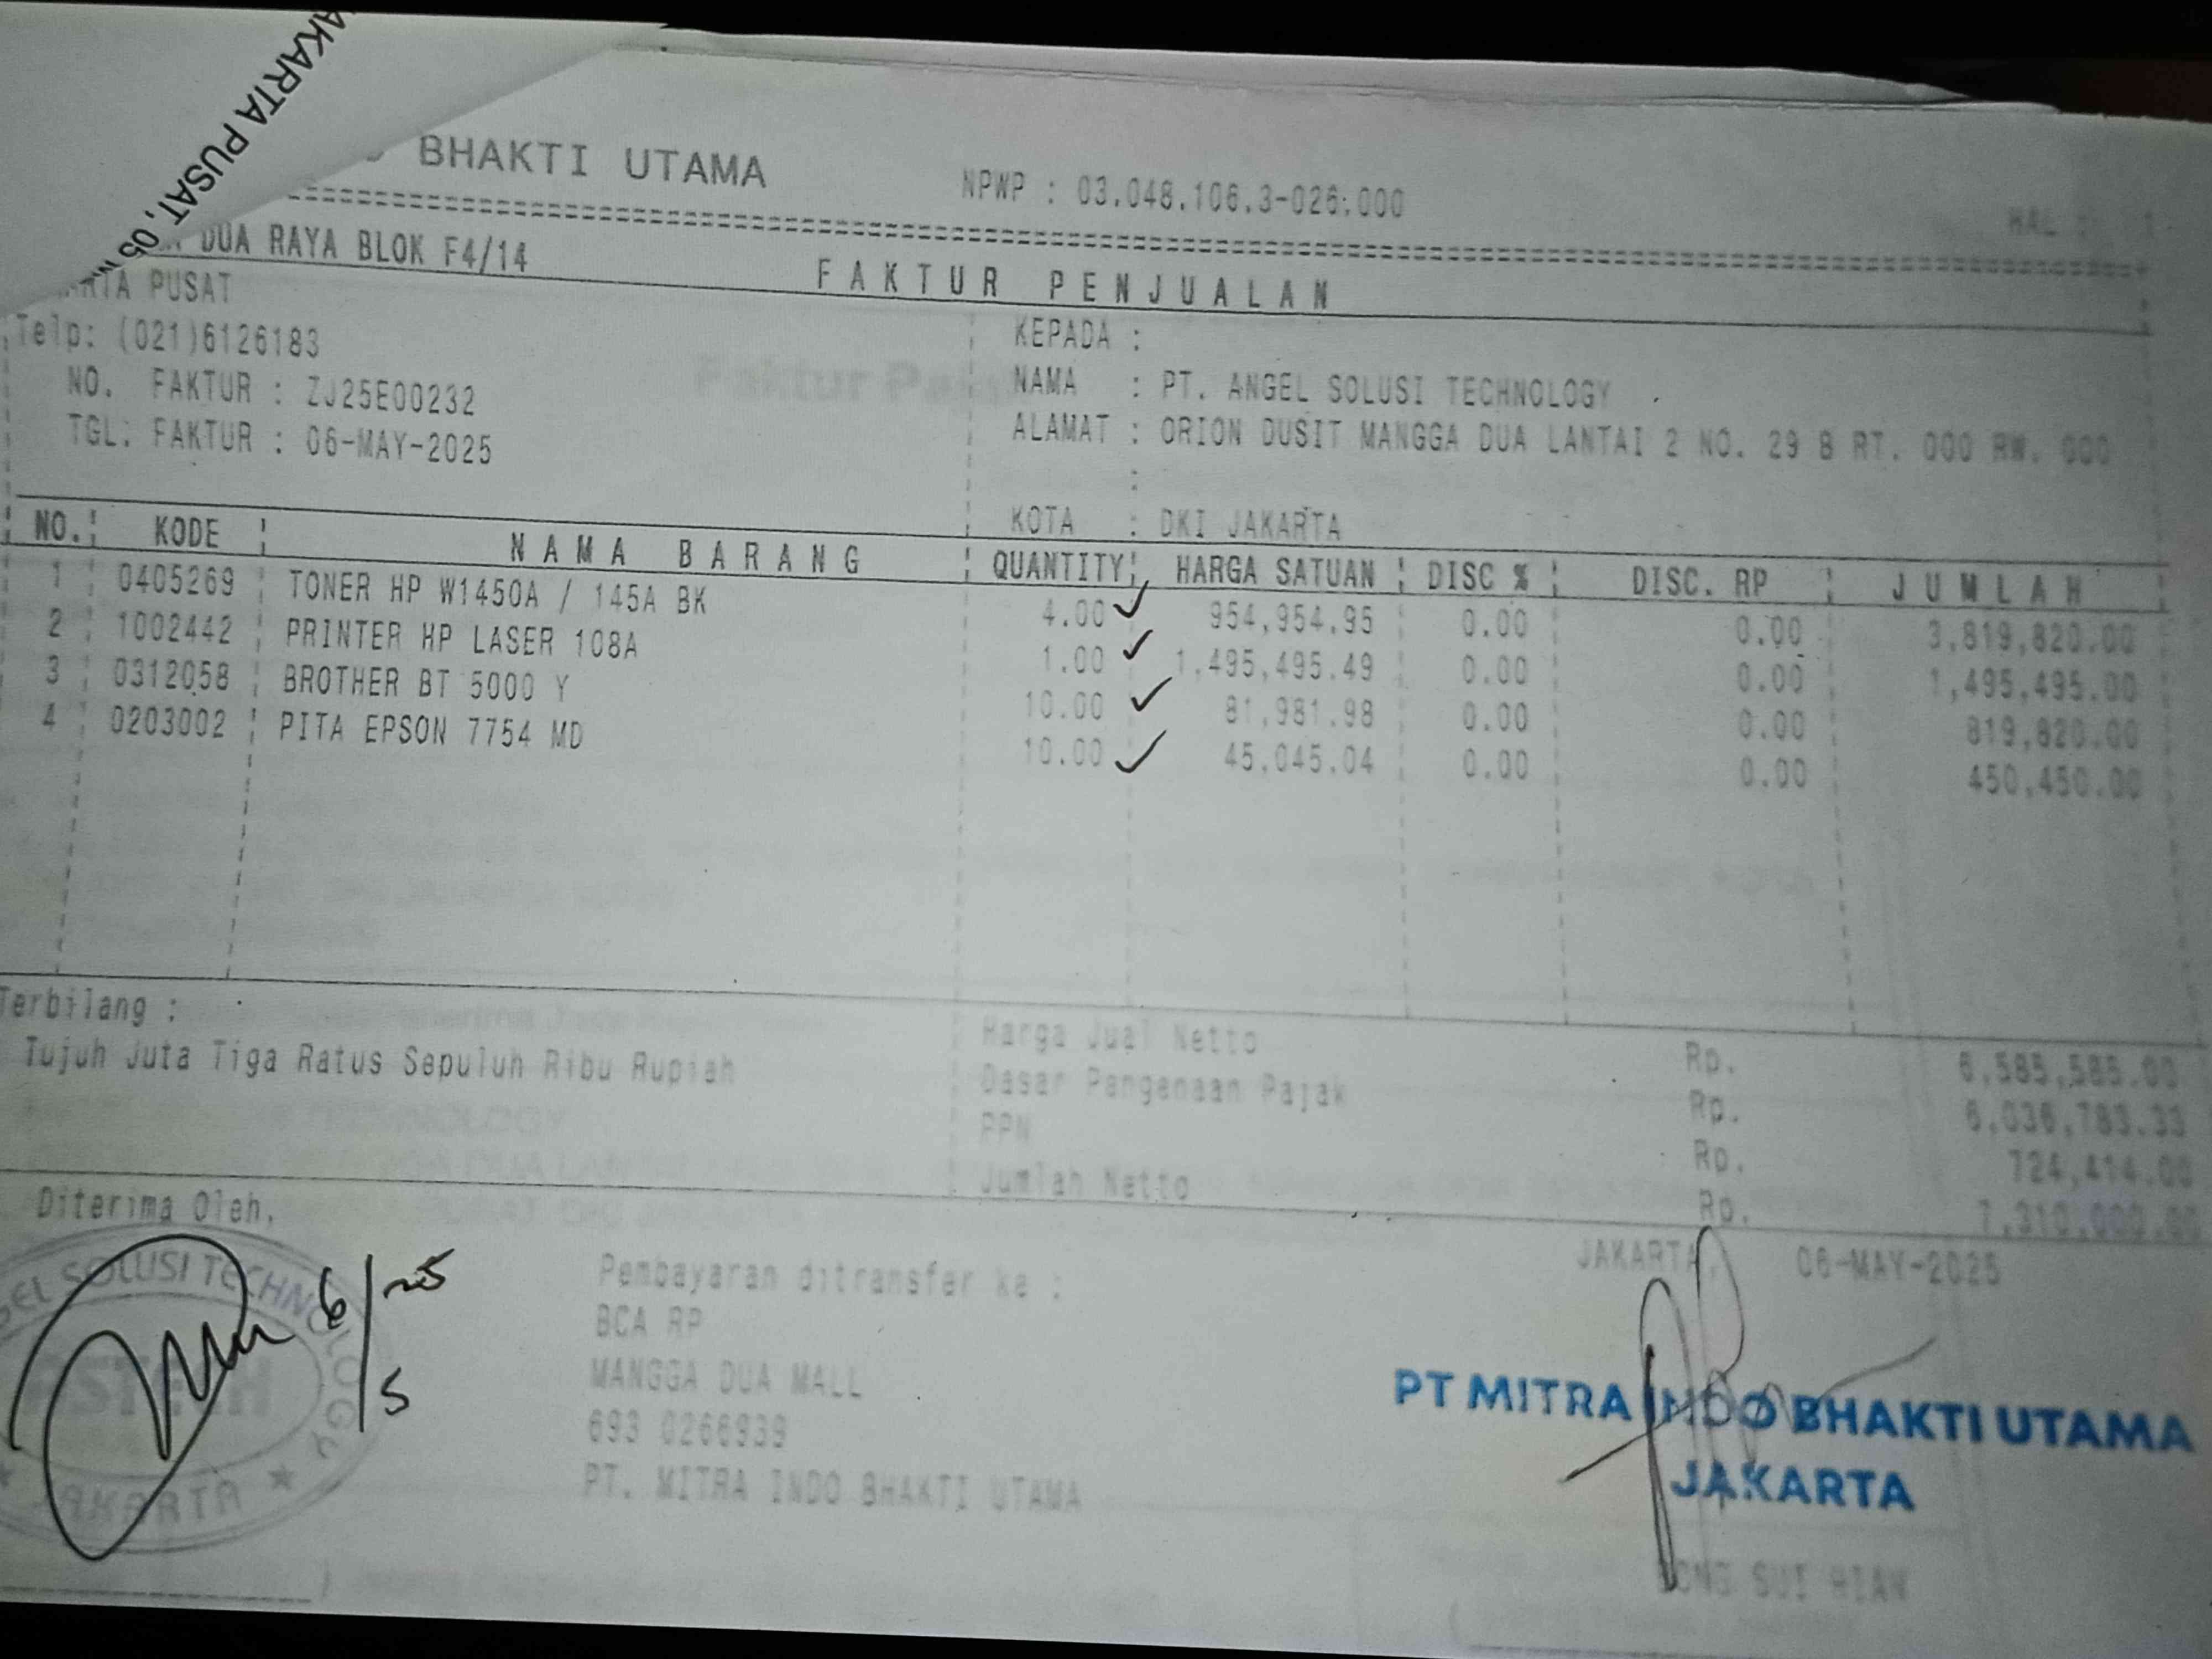 AKARTA PUSAT, 05
BHAKTI UTAMA NPWP : 03.048.106.3-026.000 HAL : 1
DUA RAYA BLOK F4/14
FAKTUR PENJUALAN
PUSAT
Telp: (021)6126183 KEPADA :
NO. FAKTUR : ZJ25E00232 NAMA : PT. ANGEL SOLUSI TECHNOLOGY
TGL. FAKTUR : 06-MAY-2025 ALAMAT : ORION DUSIT MANGGA DUA LANTAI 2 NO. 29 B RT. 000 RW. 000
:
KOTA : DKI JAKARTA
NO. KODE NAMA BARANG QUANTITY HARGA SATUAN DISC % DISC. RP JUMLAH
1 0405269 TONER HP W1450A / 145A BK 4.00 954,954.95 0.00 0.00 3,819,820.00
2 1002442 PRINTER HP LASER 108A 1.00 1,495,495.49 0.00 0.00 1,495,495.00
3 0312058 BROTHER BT 5000 Y 10.00 81,981.98 0.00 0.00 819,820.00
4 0203002 PITA EPSON 7754 MD 10.00 45,045.04 0.00 0.00 450,450.00
Terbilang :
Tujuh Juta Tiga Ratus Sepuluh Ribu Rupiah
Harga Jual Netto Rp. 6,585,585.00
Dasar Pengenaan Pajak Rp. 6,036,783.33
PPN Rp. 724,414.00
Jumlah Netto Rp. 7,310,000.00
Diterima Oleh,
SOLUSI TECHNOLOGY
JAKARTA
6/5 25
Pembayaran ditransfer ke :
BCA RP
MANGGA DUA MALL
693 0266939
PT. MITRA INDO BHAKTI UTAMA
JAKARTA, 06-MAY-2025
PT MITRA INDO BHAKTI UTAMA
JAKARTA
SUI HIAN